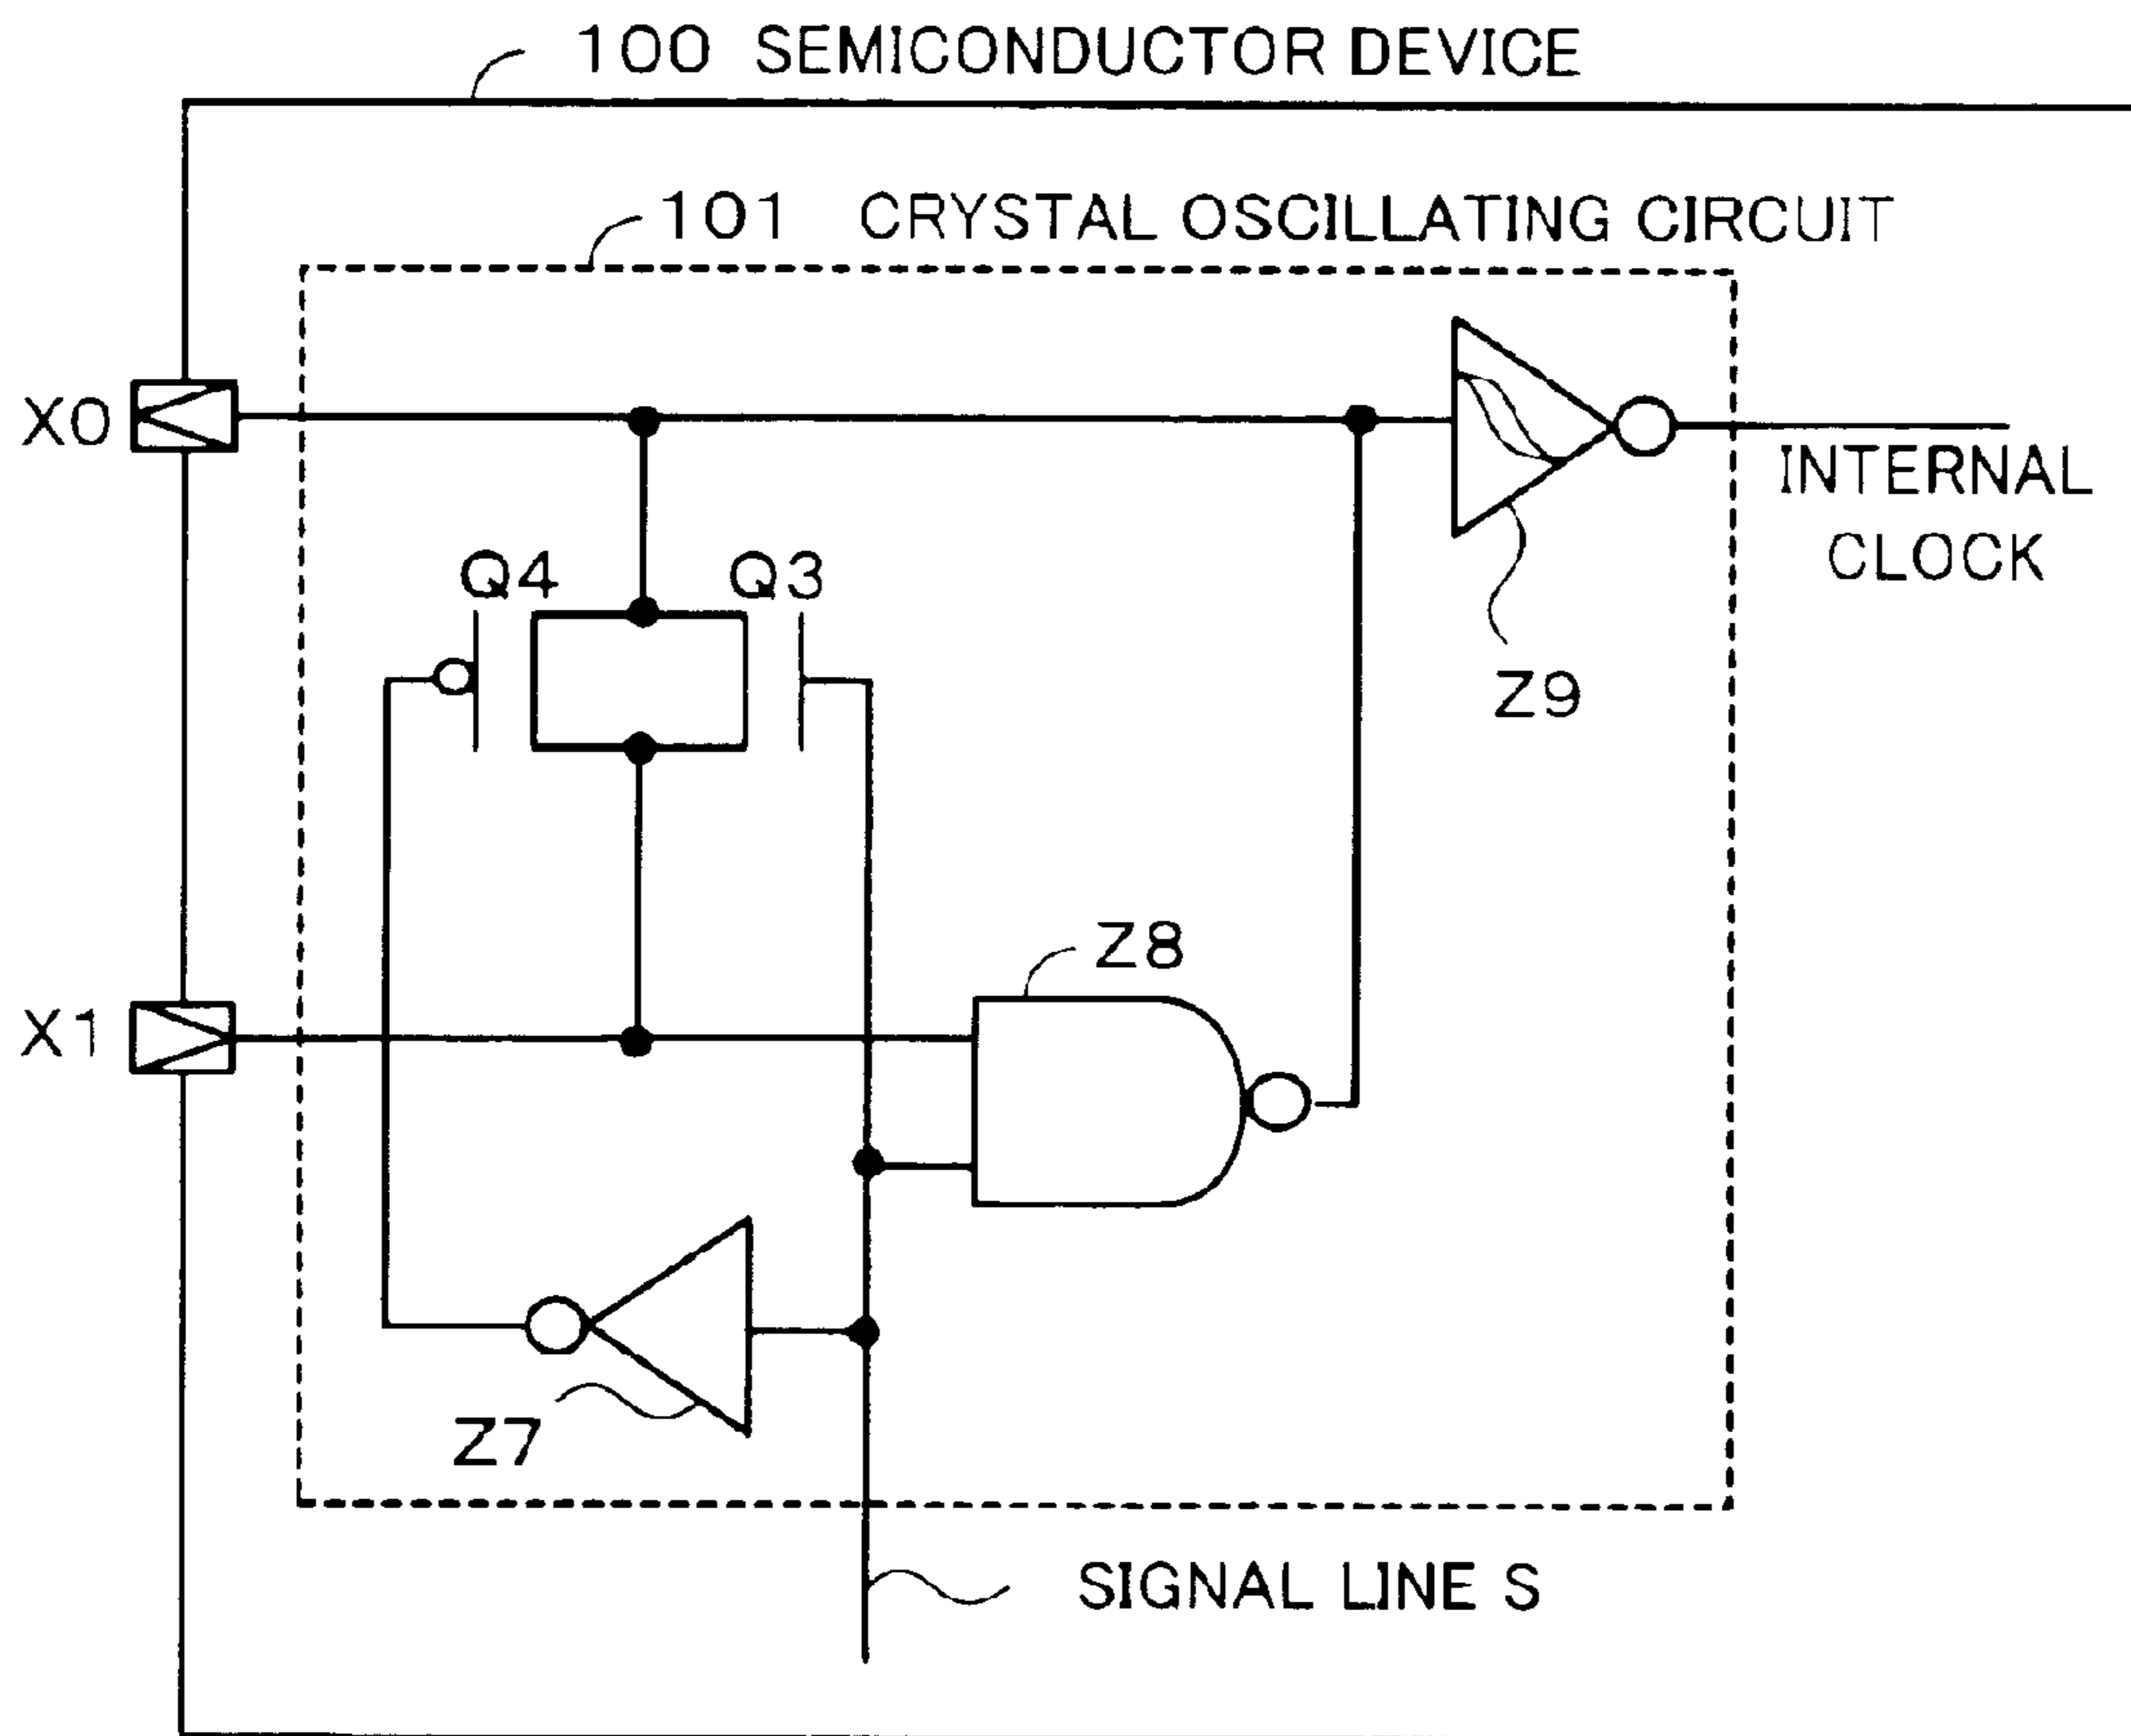 100 SEMICONDUCTOR DEVICE
101 CRYSTAL OSCILLATING CIRCUIT
X0
INTERNAL
CLOCK
Q4
Q3
Z9
Z8
X1
Z7
SIGNAL LINE S